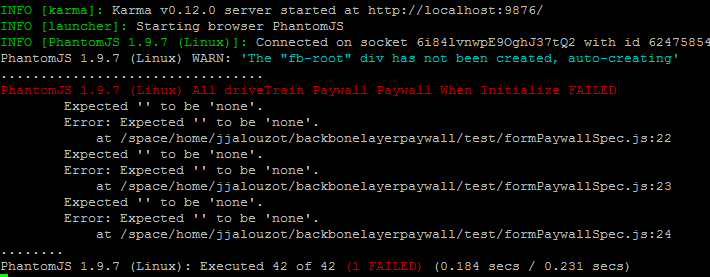 INFO [karma]: Karma v0.12.0 server started at http://localhost:9876/
INFO [launcher]: Starting browser PhantomJS
INFO [PhantomJS 1.9.7 (Linux)]: Connected on socket 6i84lvnwpE9OghJ37tQ2 with id 62475854
PhantomJS 1.9.7 (Linux) WARN: 'The "fb-root" div has not been created, auto-creating'
.................................
PhantomJS 1.9.7 (Linux) All driveTrain Paywall Paywall When Initialize FAILED
Expected '' to be 'none'.
Error: Expected '' to be 'none'.
at /space/home/jjalouzot/backbonelayerpaywall/test/formPaywallSpec.js:22
Expected '' to be 'none'.
Error: Expected '' to be 'none'.
at /space/home/jjalouzot/backbonelayerpaywall/test/formPaywallSpec.js:23
Expected '' to be 'none'.
Error: Expected '' to be 'none'.
at /space/home/jjalouzot/backbonelayerpaywall/test/formPaywallSpec.js:24
........
PhantomJS 1.9.7 (Linux): Executed 42 of 42 (1 FAILED) (0.184 secs / 0.231 secs)